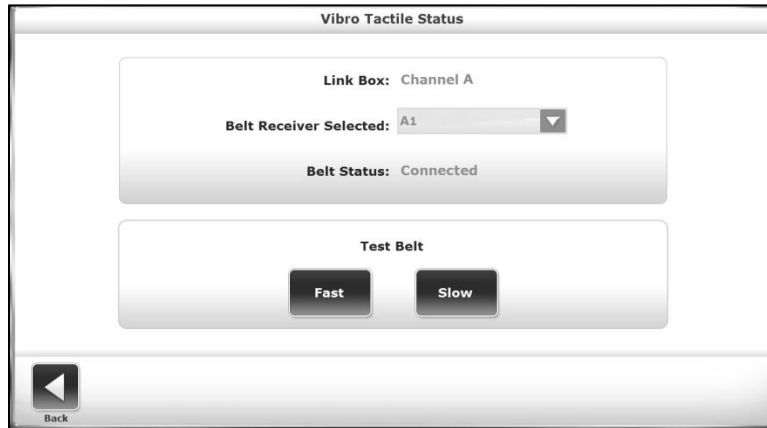 Vibro Tactile Status
Link Box: Channel A
Belt Receiver Selected: A1
Belt Status: Connected
Test Belt
Fast Slow
Back